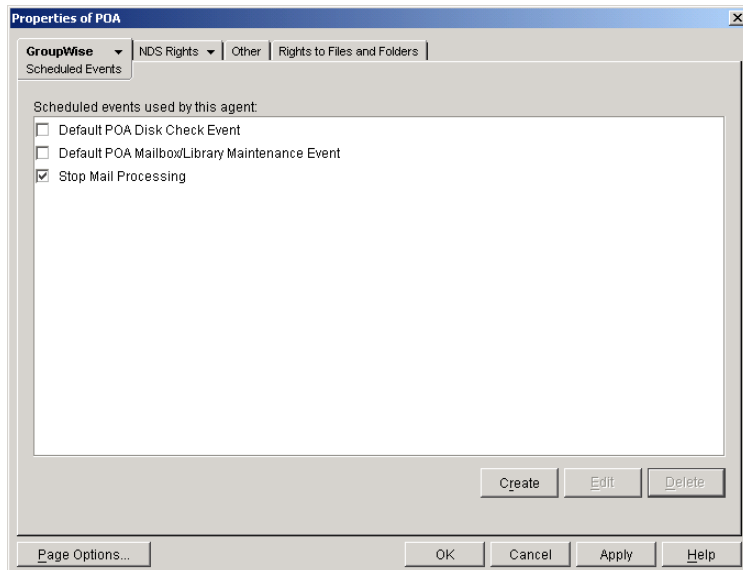 Properties of POA
GroupWise NDS Rights Other Rights to Files and Folders
Scheduled Events
Scheduled events used by this agent:
Default POA Disk Check Event
Default POA Mailbox/Library Maintenance Event
Stop Mail Processing
Create Edit Delete
Page Options... OK Cancel Apply Help